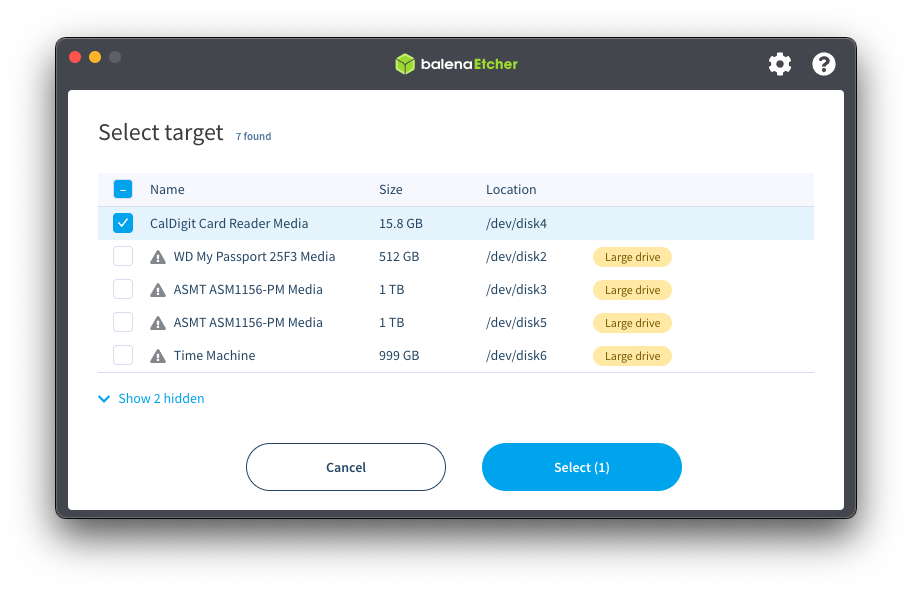 balenaEtcher
Select target 7 found
Name Size Location
CalDigit Card Reader Media 15.8 GB /dev/disk4
WD My Passport 25F3 Media 512 GB /dev/disk2 Large drive
ASMT ASM1156-PM Media 1 TB /dev/disk3 Large drive
ASMT ASM1156-PM Media 1 TB /dev/disk5 Large drive
Time Machine 999 GB /dev/disk6 Large drive
Show 2 hidden
Cancel Select (1)